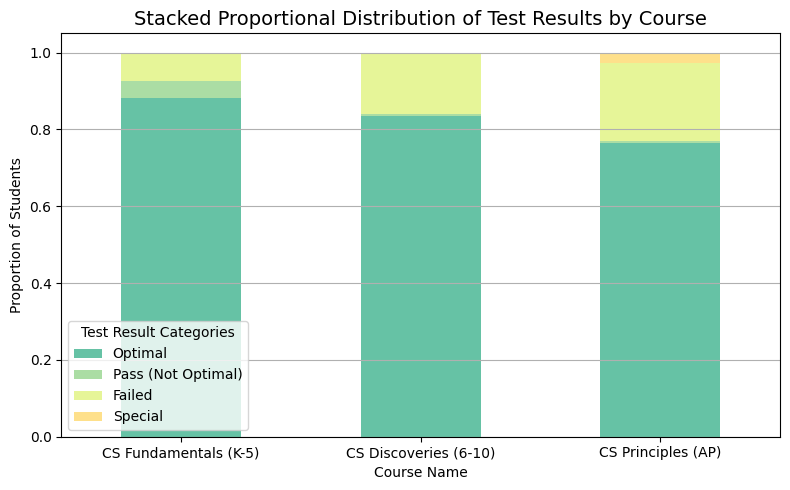 Stacked Proportional Distribution of Test Results by Course
Proportion of Students
1.0
0.8
0.6
0.4
0.2
0.0
Test Result Categories
Optimal
Pass (Not Optimal)
Failed
Special
CS Fundamentals (K-5)
CS Discoveries (6-10)
CS Principles (AP)
Course Name